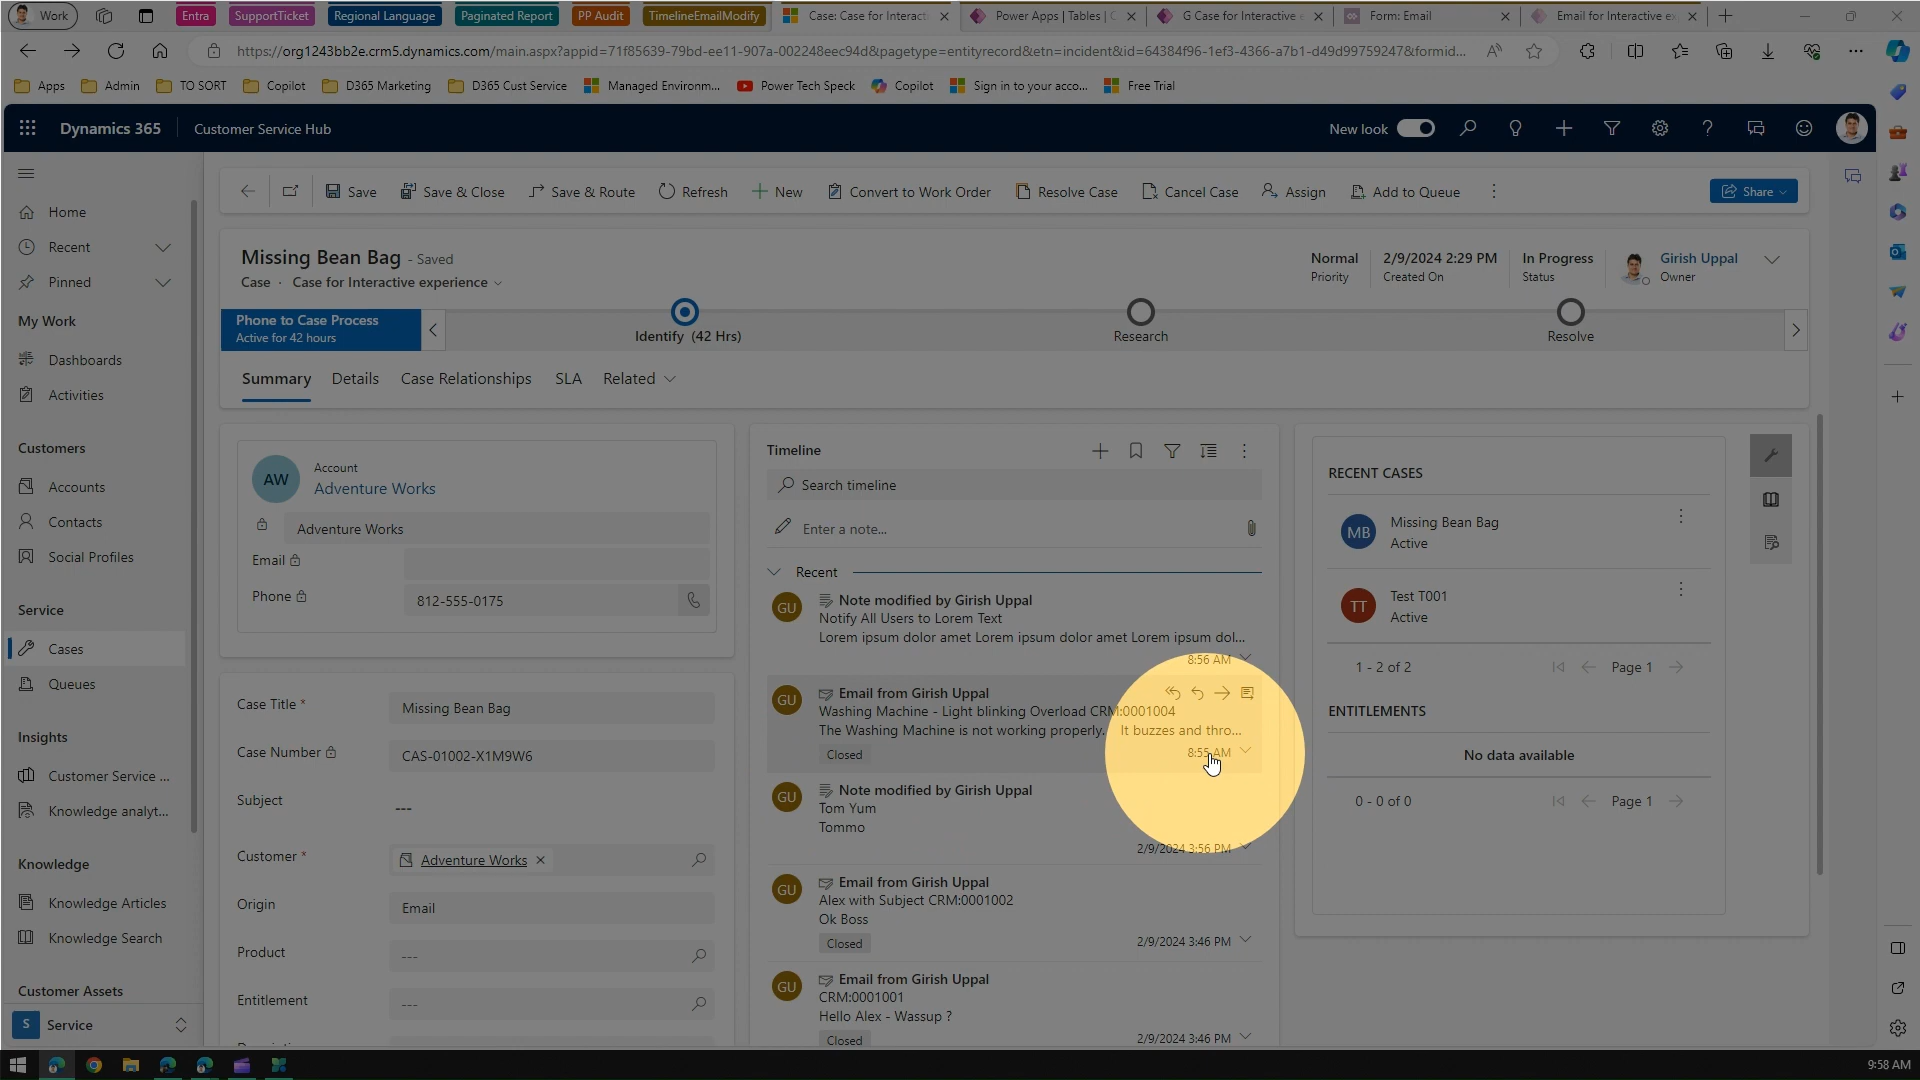 Work
Entra
SupportTicket
Regional Language
Paginated Report
PP Audit
TimelineEmailModify
Case: Case for Interact
Power Apps | Tables | C
G Case for Interactive e
Form: Email
Email for Interactive ex
https://org1243bb2e.crm5.dynamics.com/main.aspx?appid=71f85639-79bd-ee11-907a-002248eec94d&pagetype=entityrecord&etn=incident&id=64384f96-1ef3-4366-a7b1-d49d99759247&formid...
Apps
Admin
TO SORT
Copilot
D365 Marketing
D365 Cust Service
Managed Environm...
Power Tech Speck
Copilot
Sign in to your acco...
Free Trial
Dynamics 365
Customer Service Hub
New look
Save
Save & Close
Save & Route
Refresh
New
Convert to Work Order
Resolve Case
Cancel Case
Assign
Add to Queue
Share
Home
Recent
Pinned
My Work
Dashboards
Activities
Customers
Accounts
Contacts
Social Profiles
Service
Cases
Queues
Insights
Customer Service ...
Knowledge analyt...
Knowledge
Knowledge Articles
Knowledge Search
Customer Assets
S Service
Missing Bean Bag - Saved
Case · Case for Interactive experience
Normal
Priority
2/9/2024 2:29 PM
Created On
In Progress
Status
Girish Uppal
Owner
Phone to Case Process
Active for 42 hours
Identify (42 Hrs)
Research
Resolve
Summary
Details
Case Relationships
SLA
Related
AW
Account
Adventure Works
Adventure Works
Email
Phone
812-555-0175
Case Title *
Missing Bean Bag
Case Number
CAS-01002-X1M9W6
Subject
---
Customer *
Adventure Works
Origin
Email
Product
---
Entitlement
---
Timeline
Search timeline
Enter a note...
Recent
GU
Note modified by Girish Uppal
Notify All Users to Lorem Text
Lorem ipsum dolor amet Lorem ipsum dolor amet Lorem ipsum dol...
8:56 AM
GU
Email from Girish Uppal
Washing Machine - Light blinking Overload CRM:0001004
The Washing Machine is not working properly. It buzzes and thro...
Closed
8:55 AM
GU
Note modified by Girish Uppal
Tom Yum
Tommo
2/9/2024 3:56 PM
GU
Email from Girish Uppal
Alex with Subject CRM:0001002
Ok Boss
Closed
2/9/2024 3:46 PM
GU
Email from Girish Uppal
CRM:0001001
Hello Alex - Wassup ?
Closed
2/9/2024 3:46 PM
RECENT CASES
MB
Missing Bean Bag
Active
TT
Test T001
Active
1 - 2 of 2
Page 1
ENTITLEMENTS
No data available
0 - 0 of 0
Page 1
9:58 AM